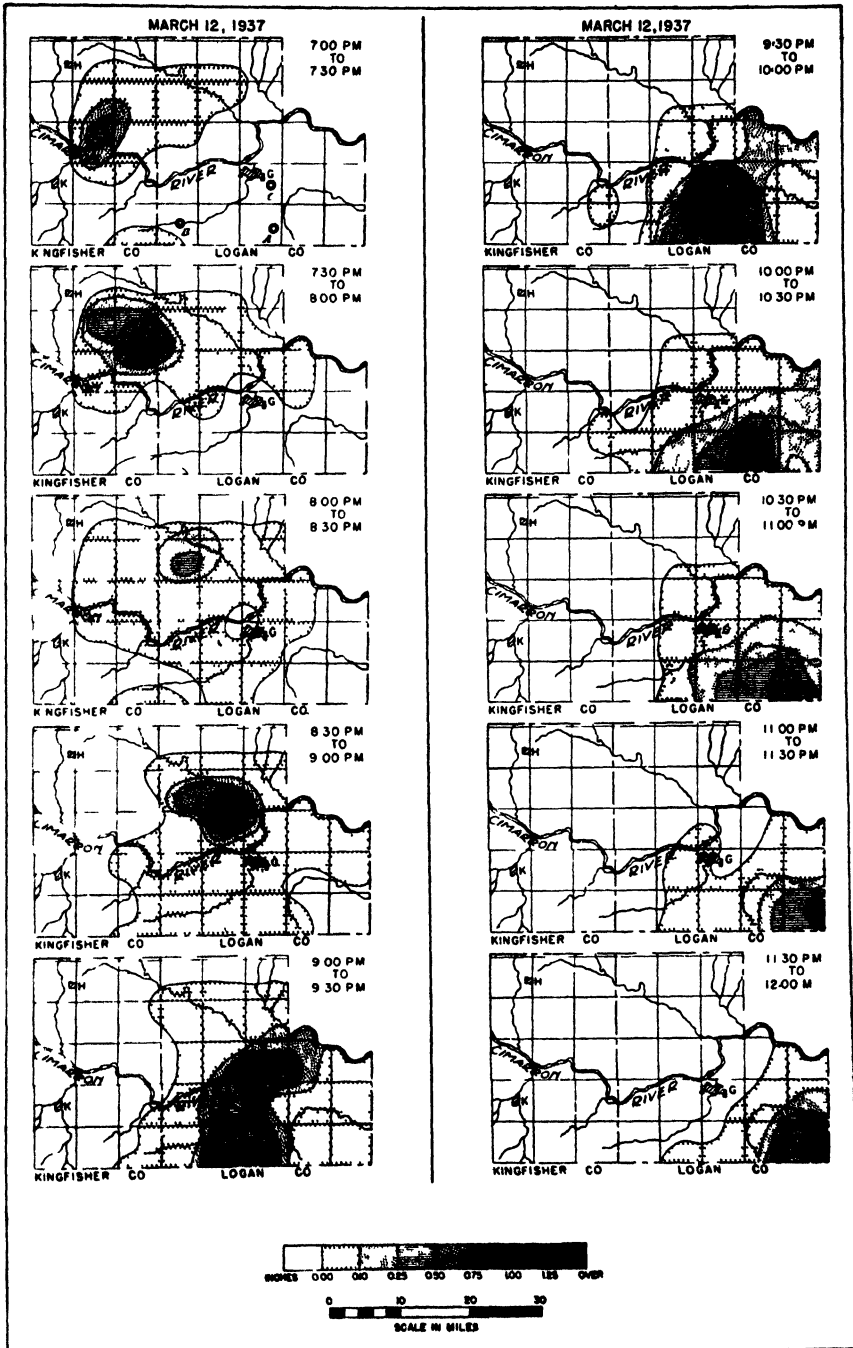 MARCH 12, 1937
7:00 PM
TO
7:30 PM
H
CIMARRON
RIVER
K
G
C
B
A
KINGFISHER CO LOGAN CO
7:30 PM
TO
8:00 PM
H
CIMARRON
RIVER
K
G
KINGFISHER CO LOGAN CO
8:00 PM
TO
8:30 PM
H
RIVER
K
G
KINGFISHER CO LOGAN CO.
8:30 PM
TO
9:00 PM
H
CIMARRON
RIVER
K
G
KINGFISHER CO LOGAN CO
9:00 PM
TO
9:30 PM
H
CIMARRON
K
KINGFISHER CO LOGAN CO
MARCH 12, 1937
9:30 PM
TO
10:00 PM
CIMARRON
RIVER
K
KINGFISHER CO LOGAN CO
10:00 PM
TO
10:30 PM
H
CIMARRON
RIVER
K
KINGFISHER CO LOGAN CO
10:30 PM
TO
11:00 PM
H
CIMARRON
RIVER
K
G
KINGFISHER CO LOGAN CO
11:00 PM
TO
11:30 PM
H
CIMARRON
RIVER
K
G
KINGFISHER CO LOGAN CO
11:30 PM
TO
12:00 M
H
CIMARRON
RIVER
K
G
KINGFISHER CO LOGAN CO
INCHES 0.00 0.10 0.25 0.50 0.75 1.00 1.25 OVER
0 10 20 30
SCALE IN MILES